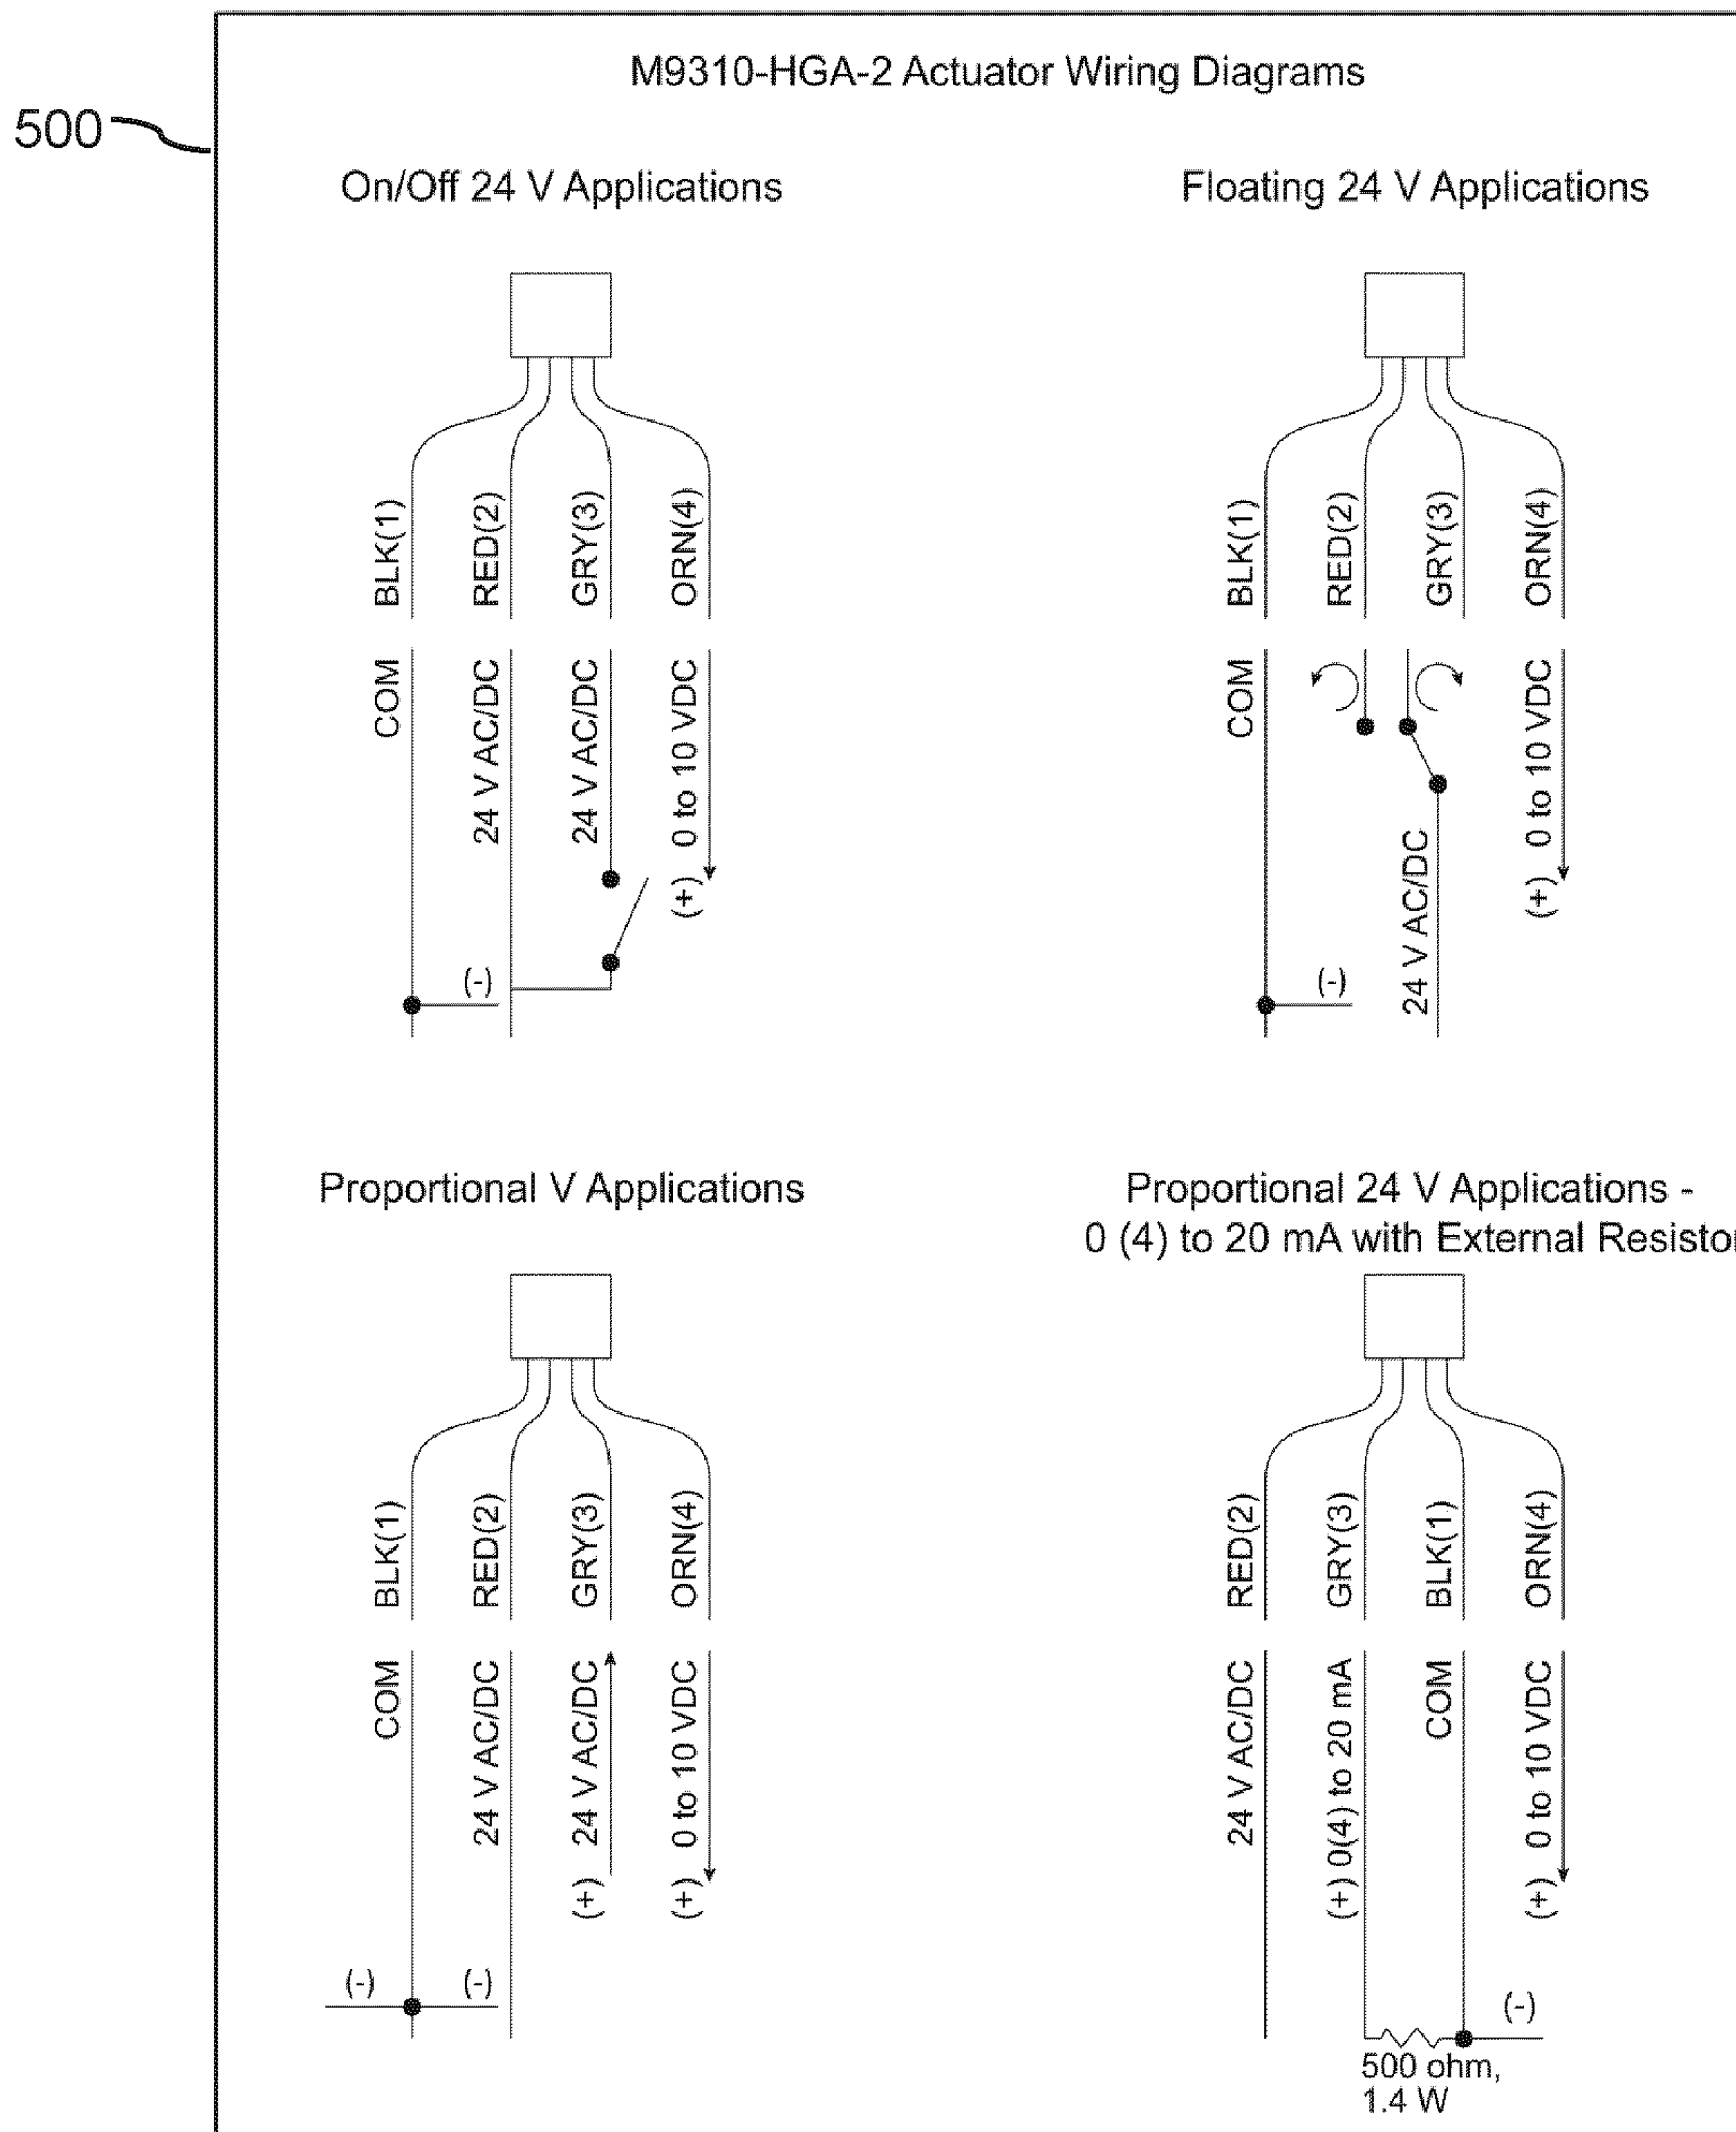 M9310-HGA-2 Actuator Wiring Diagrams
500
On/Off 24 V Applications
BLK(1)
RED(2)
GRY(3)
ORN(4)
COM
24 V AC/DC
24 V AC/DC
(+) 0 to 10 VDC
(-)
Floating 24 V Applications
BLK(1)
RED(2)
GRY(3)
ORN(4)
COM
(+) 0 to 10 VDC
24 V AC/DC
(-)
Proportional V Applications
BLK(1)
RED(2)
GRY(3)
ORN(4)
COM
24 V AC/DC
(+) 24 V AC/DC
(+) 0 to 10 VDC
(-)
(-)
Proportional 24 V Applications -
0 (4) to 20 mA with External Resistor
RED(2)
GRY(3)
BLK(1)
ORN(4)
24 V AC/DC
(+) 0(4) to 20 mA
COM
(+) 0 to 10 VDC
(-)
500 ohm,
1.4 W